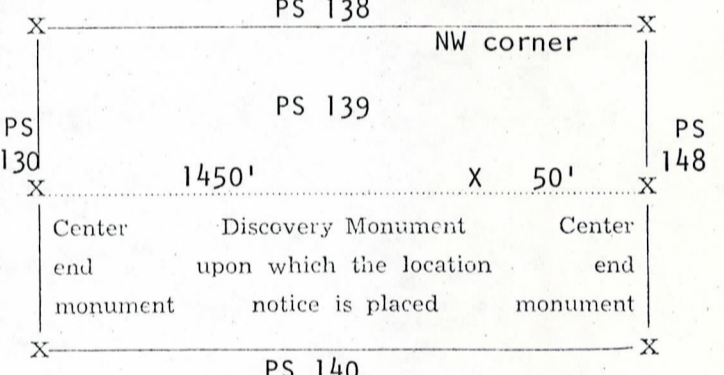 PS 138
X X
NW corner
PS 139
PS 130
PS 148
X 1450' X 50' X
Center Discovery Monument Center
end upon which the location end
monument notice is placed monument
X X
PS 140